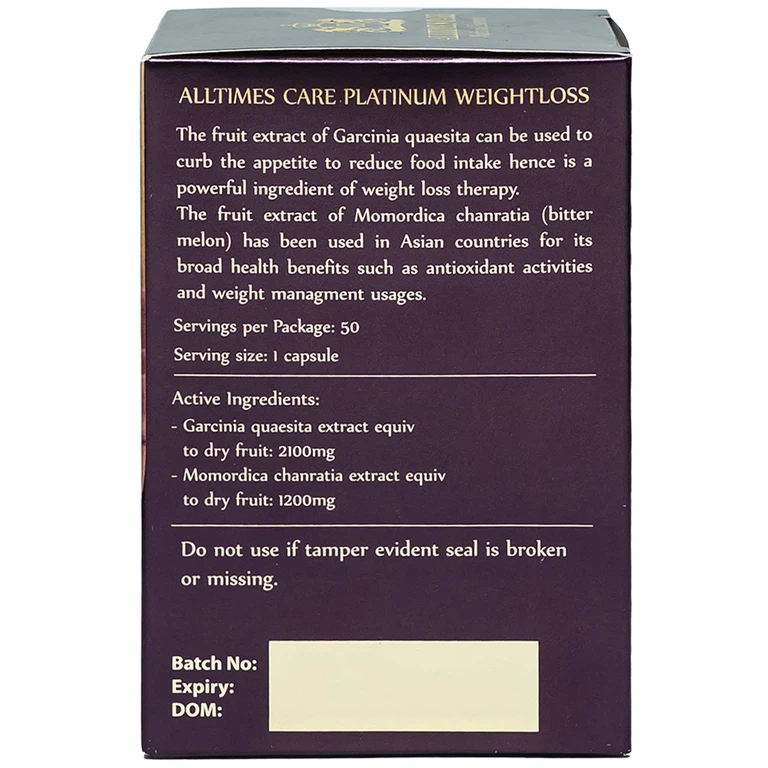 ALLTIMES CARE PLATINUM WEIGHTLOSS
The fruit extract of Garcinia quaesita can be used to
curb the appetite to reduce food intake hence is a
powerful ingredient of weight loss therapy.
The fruit extract of Momordica chanratia (bitter
melon) has been used in Asian countries for its
broad health benefits such as antioxidant activities
and weight managment usages.
Servings per Package: 50
Serving size: 1 capsule
Active Ingredients:
- Garcinia quaesita extract equiv
to dry fruit: 2100mg
- Momordica chanratia extract equiv
to dry fruit: 1200mg
Do not use if tamper evident seal is broken
or missing.
Batch No:
Expiry:
DOM: